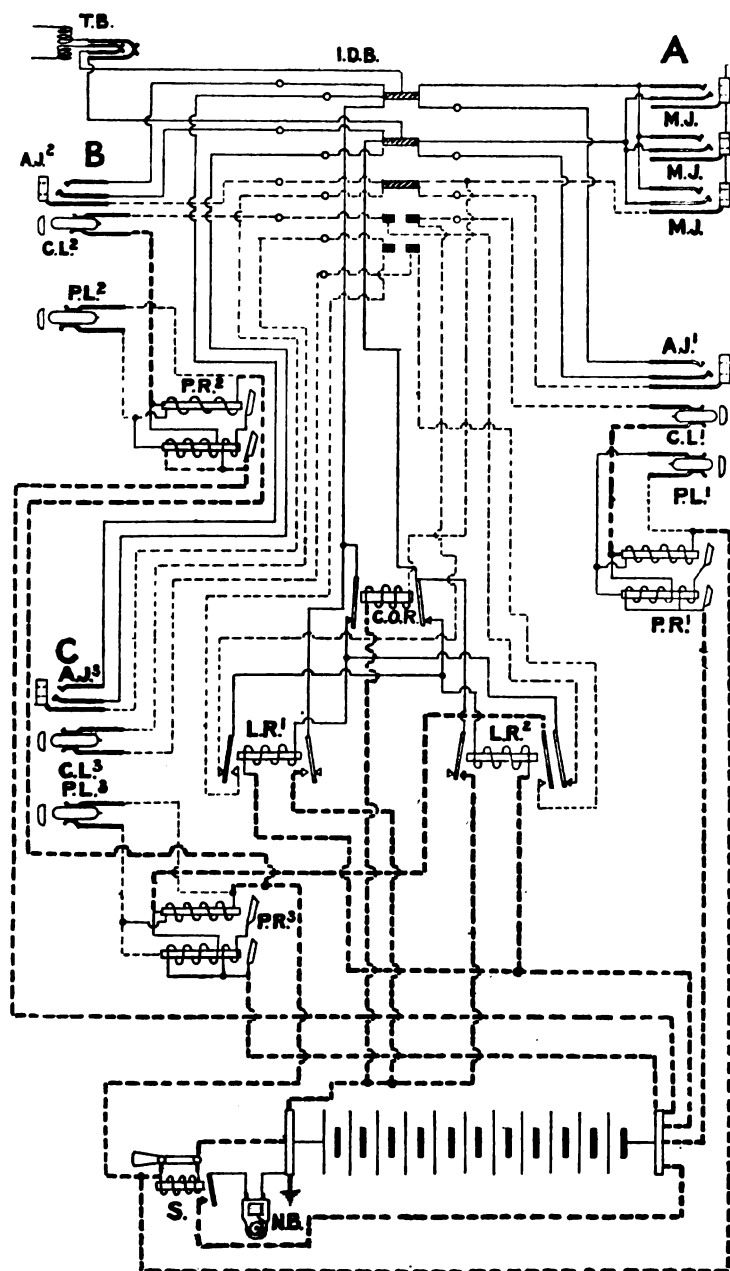 T.B.
I.D.B.
A
M.J.
M.J.
M.J.
B
A.J.²
C.L.²
P.L.²
P.R.²
A.J.¹
C.L.¹
P.L.¹
P.R.¹
C.O.R.
C
A.J.³
C.L.³
P.L.³
L.R.¹
L.R.²
P.R.³
S.
N.B.